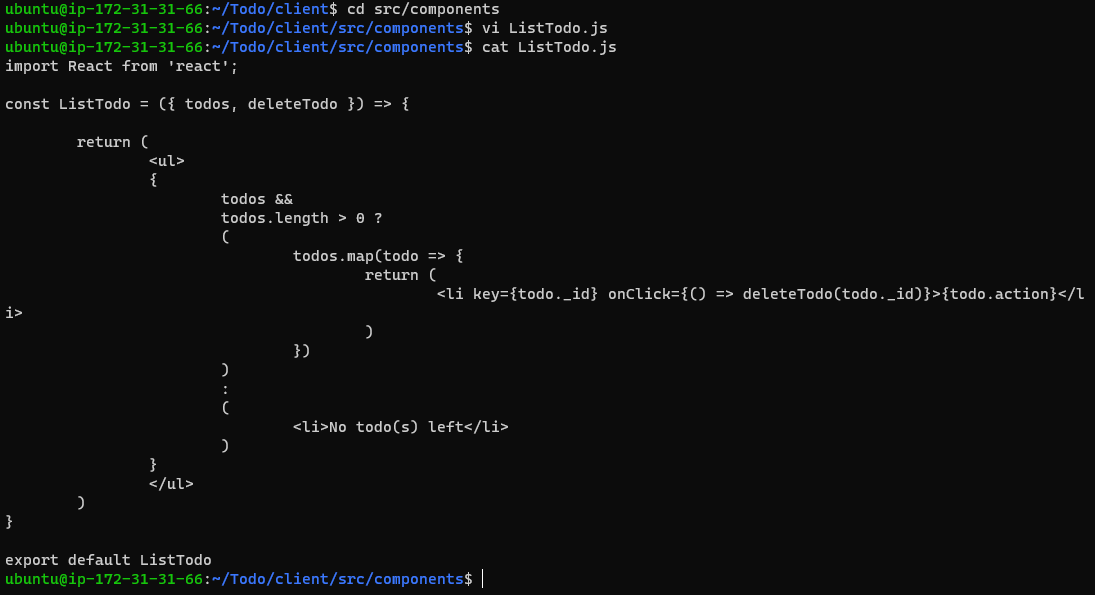 ubuntu@ip-172-31-31-66:~/Todo/client$ cd src/components
ubuntu@ip-172-31-31-66:~/Todo/client/src/components$ vi ListTodo.js
ubuntu@ip-172-31-31-66:~/Todo/client/src/components$ cat ListTodo.js
import React from 'react';

const ListTodo = ({ todos, deleteTodo }) => {

        return (
                <ul>
                {
                        todos &&
                        todos.length > 0 ?
                        (
                                todos.map(todo => {
                                        return (
                                                <li key={todo._id} onClick={() => deleteTodo(todo._id)}>{todo.action}</l
i>
                                        )
                                })
                        )
                        :
                        (
                                <li>No todo(s) left</li>
                        )
                }
                </ul>
        )
}

export default ListTodo
ubuntu@ip-172-31-31-66:~/Todo/client/src/components$